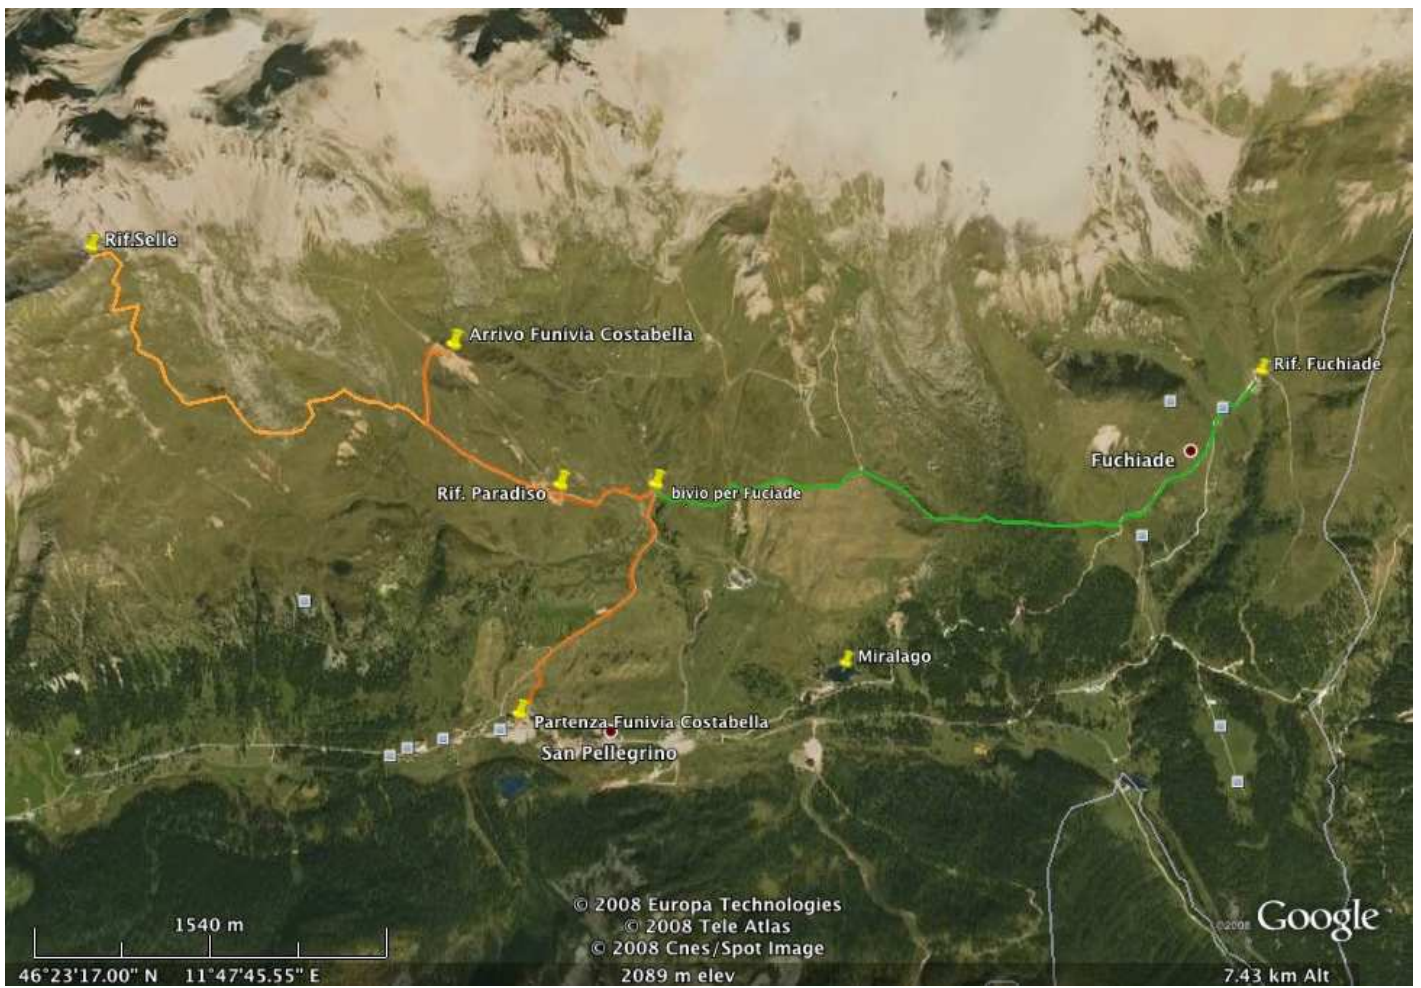 Rif.Selle
Arrivo Funivia Costabella
Rif. Fuchiade
Fuchiade
Rif. Paradiso
bivio per Fuciade
Miralago
Partenza Funivia Costabella
San Pellegrino
1540 m
© 2008 Europa Technologies
© 2008 Tele Atlas
© 2008 Cnes/Spot Image
©2008 Google
46°23'17.00" N 11°47'45.55" E
2089 m elev
7.43 km Alt